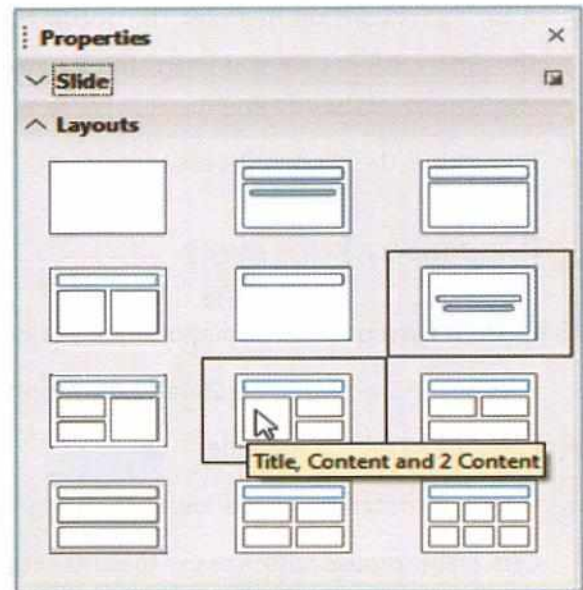 Properties
Slide
Layouts
Title, Content and 2 Content